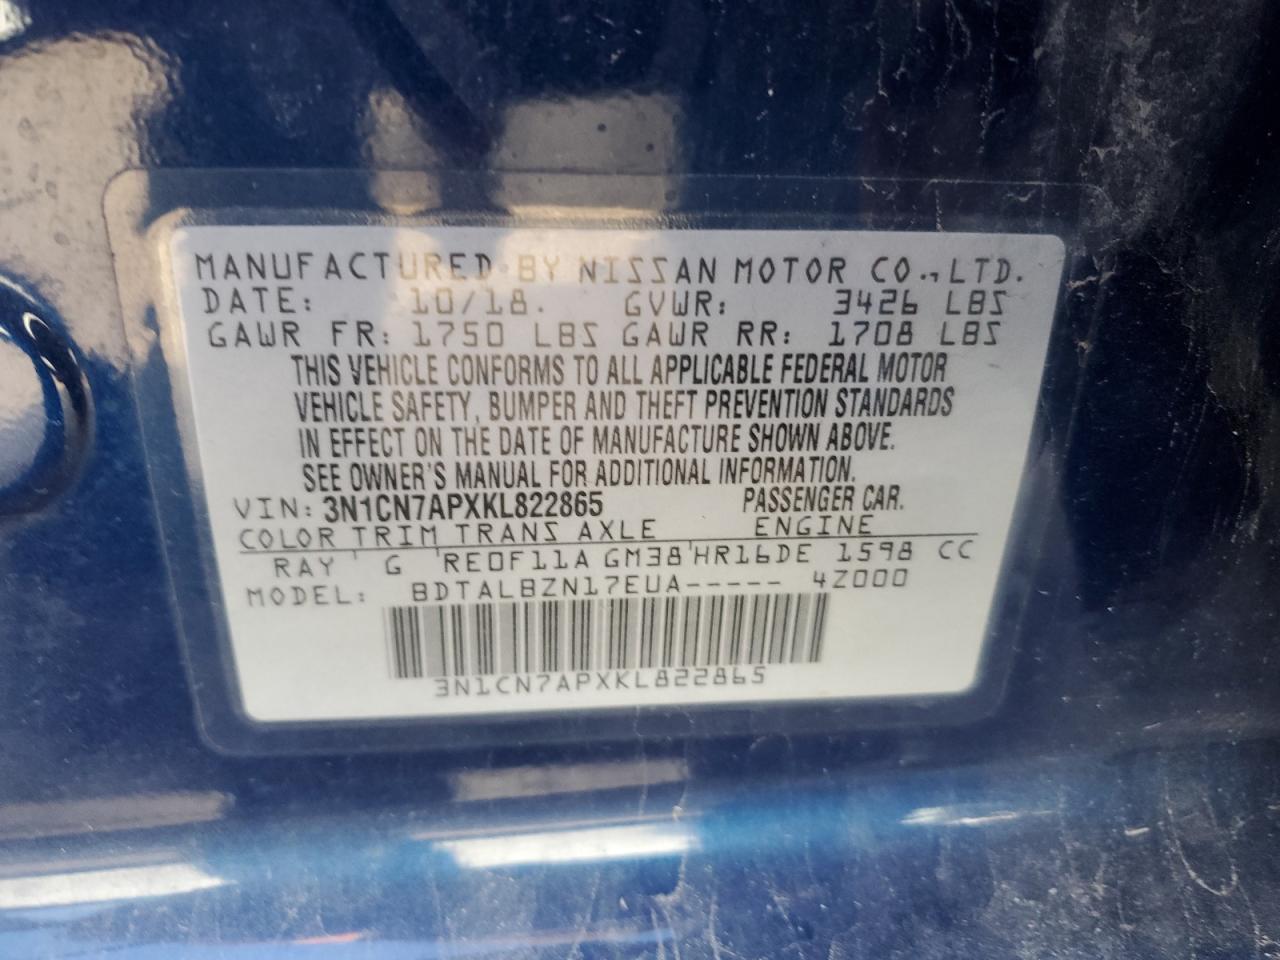 MANUFACTURED BY NISSAN MOTOR CO., LTD.
DATE: 10/18. GVWR: 3426 LBS
GAWR FR: 1750 LBS GAWR RR: 1708 LBS
THIS VEHICLE CONFORMS TO ALL APPLICABLE FEDERAL MOTOR
VEHICLE SAFETY, BUMPER AND THEFT PREVENTION STANDARDS
IN EFFECT ON THE DATE OF MANUFACTURE SHOWN ABOVE.
SEE OWNER'S MANUAL FOR ADDITIONAL INFORMATION.
VIN: 3N1CN7APXKL822865 PASSENGER CAR.
COLOR TRIM TRANS AXLE ENGINE
RAY ' G 'RE0F11A GM38'HR16DE 1598 CC
MODEL: BDTALBZN17EUA----- 4Z000
3N1CN7APXKL822865